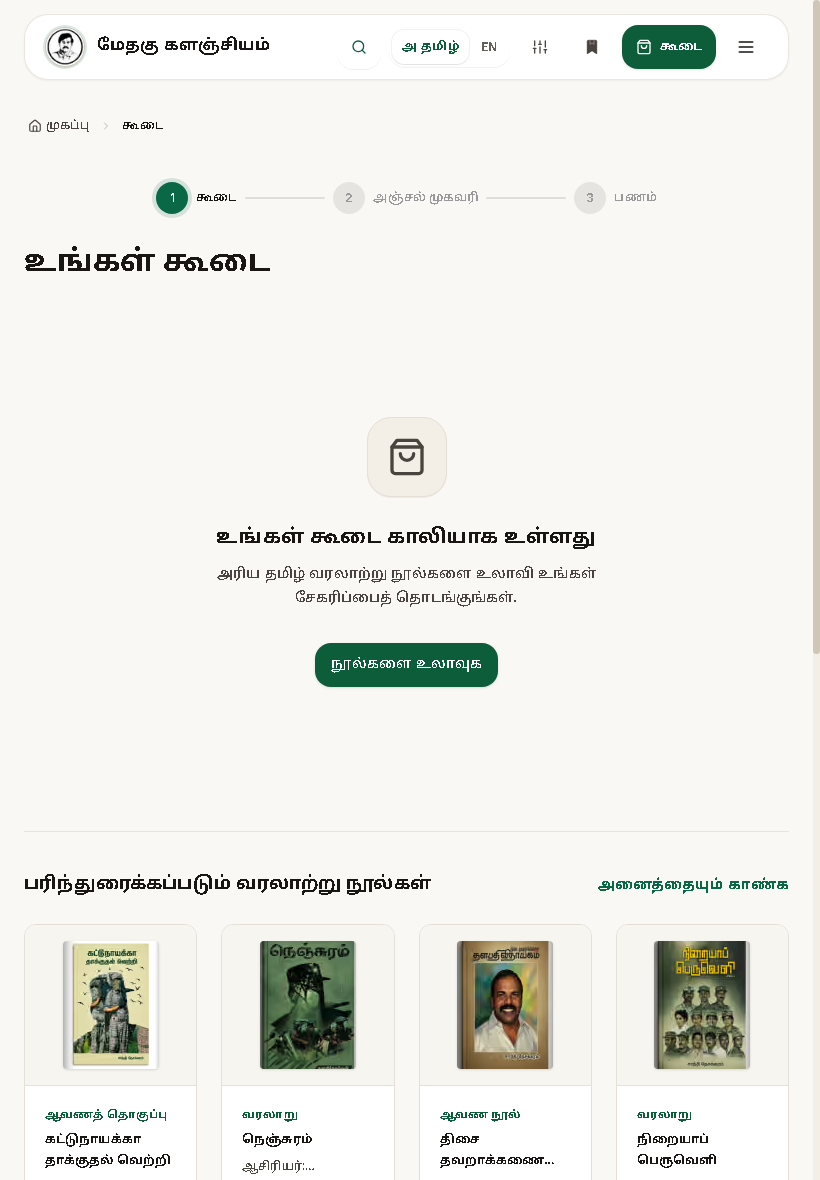 மேதகு களஞ்சியம்
அ தமிழ்
EN
கூடை
முகப்பு
கூடை
1 கூடை
2 அஞ்சல் முகவரி
3 பணம்
உங்கள் கூடை
உங்கள் கூடை காலியாக உள்ளது
அரிய தமிழ் வரலாற்று நூல்களை உலாவி உங்கள்
சேகரிப்பைத் தொடங்குங்கள்.
நூல்களை உலாவுக
பரிந்துரைக்கப்படும் வரலாற்று நூல்கள்
அனைத்தையும் காண்க
கட்டுநாயக்கா
தாக்குதல் வெற்றி
நெஞ்சுரம்
நிறையாப்
பெருவெளி
ஆவணத் தொகுப்பு
கட்டுநாயக்கா
தாக்குதல் வெற்றி
வரலாறு
நெஞ்சுரம்
ஆசிரியர்:...
ஆவண நூல்
திசை
தவறாக்கணை...
வரலாறு
நிறையாப்
பெருவெளி